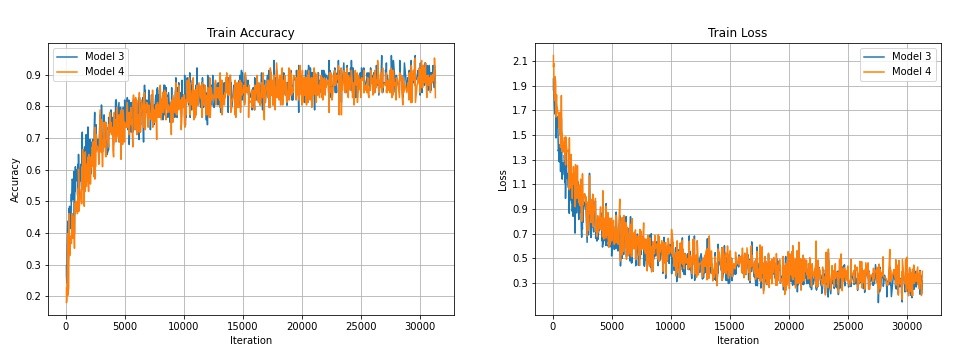 Train Accuracy
Model 3
Model 4
Accuracy
0.9
0.8
0.7
0.6
0.5
0.4
0.3
0.2
0 5000 10000 15000 20000 25000 30000
Iteration
Train Loss
Model 3
Model 4
Loss
2.1
1.9
1.7
1.5
1.3
1.1
0.9
0.7
0.5
0.3
0 5000 10000 15000 20000 25000 30000
Iteration